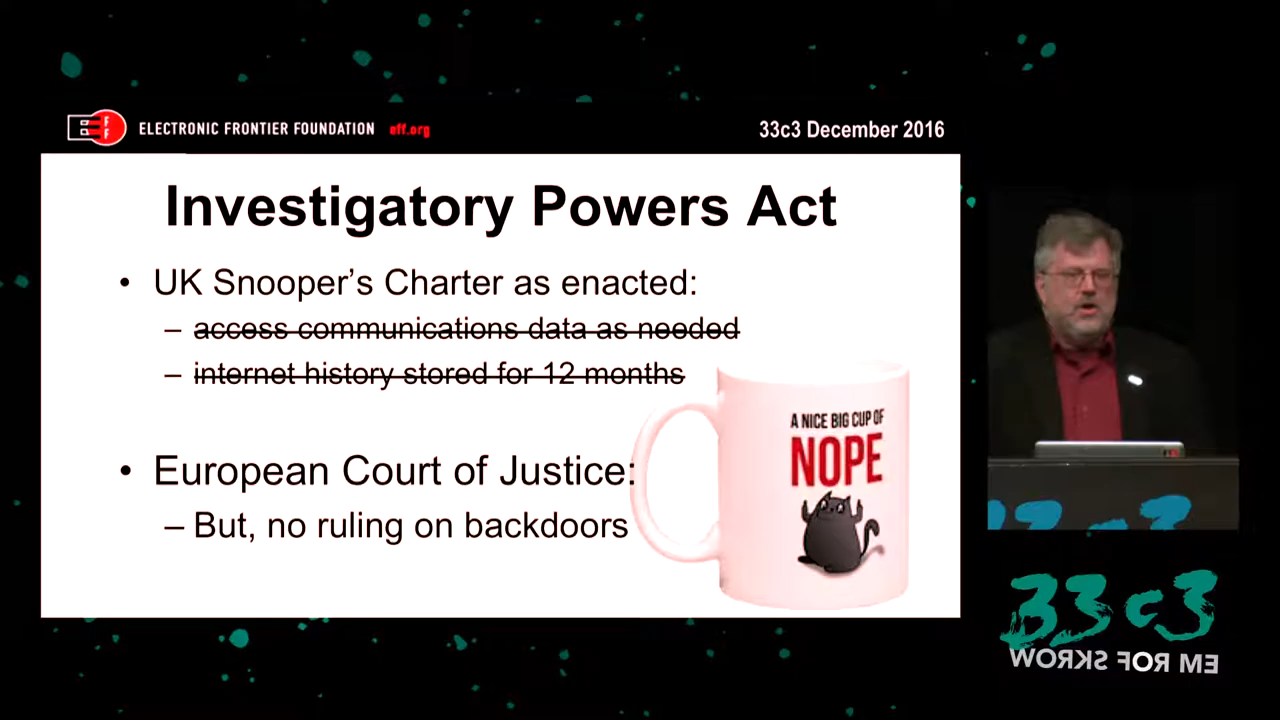 EFF
ELECTRONIC FRONTIER FOUNDATION eff.org
33c3 December 2016
Investigatory Powers Act
• UK Snooper’s Charter as enacted:
– access communications data as needed
– internet history stored for 12 months
A NICE BIG CUP OF
NOPE
• European Court of Justice:
– But, no ruling on backdoors
33c3
33c3
WORKS FOR ME